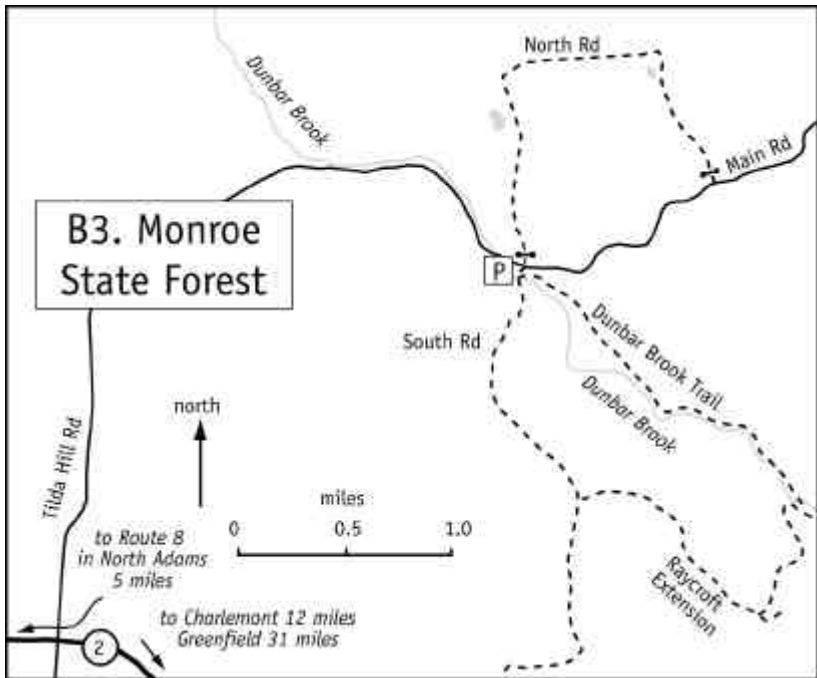 North Rd
Dunbar Brook
Main Rd
B3. Monroe
State Forest
P
South Rd
Dunbar Brook Trail
Dunbar Brook
north
Tilda Hill Rd
miles
0 0.5 1.0
to Route 8
in North Adams
5 miles
Raycroft
Extension
to Charlemont 12 miles
Greenfield 31 miles
2